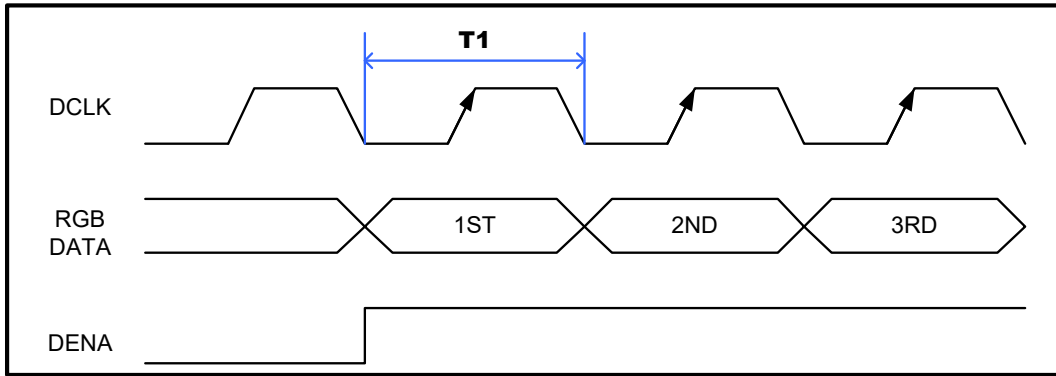 T1
DCLK
RGB
DATA
1ST
2ND
3RD
DENA